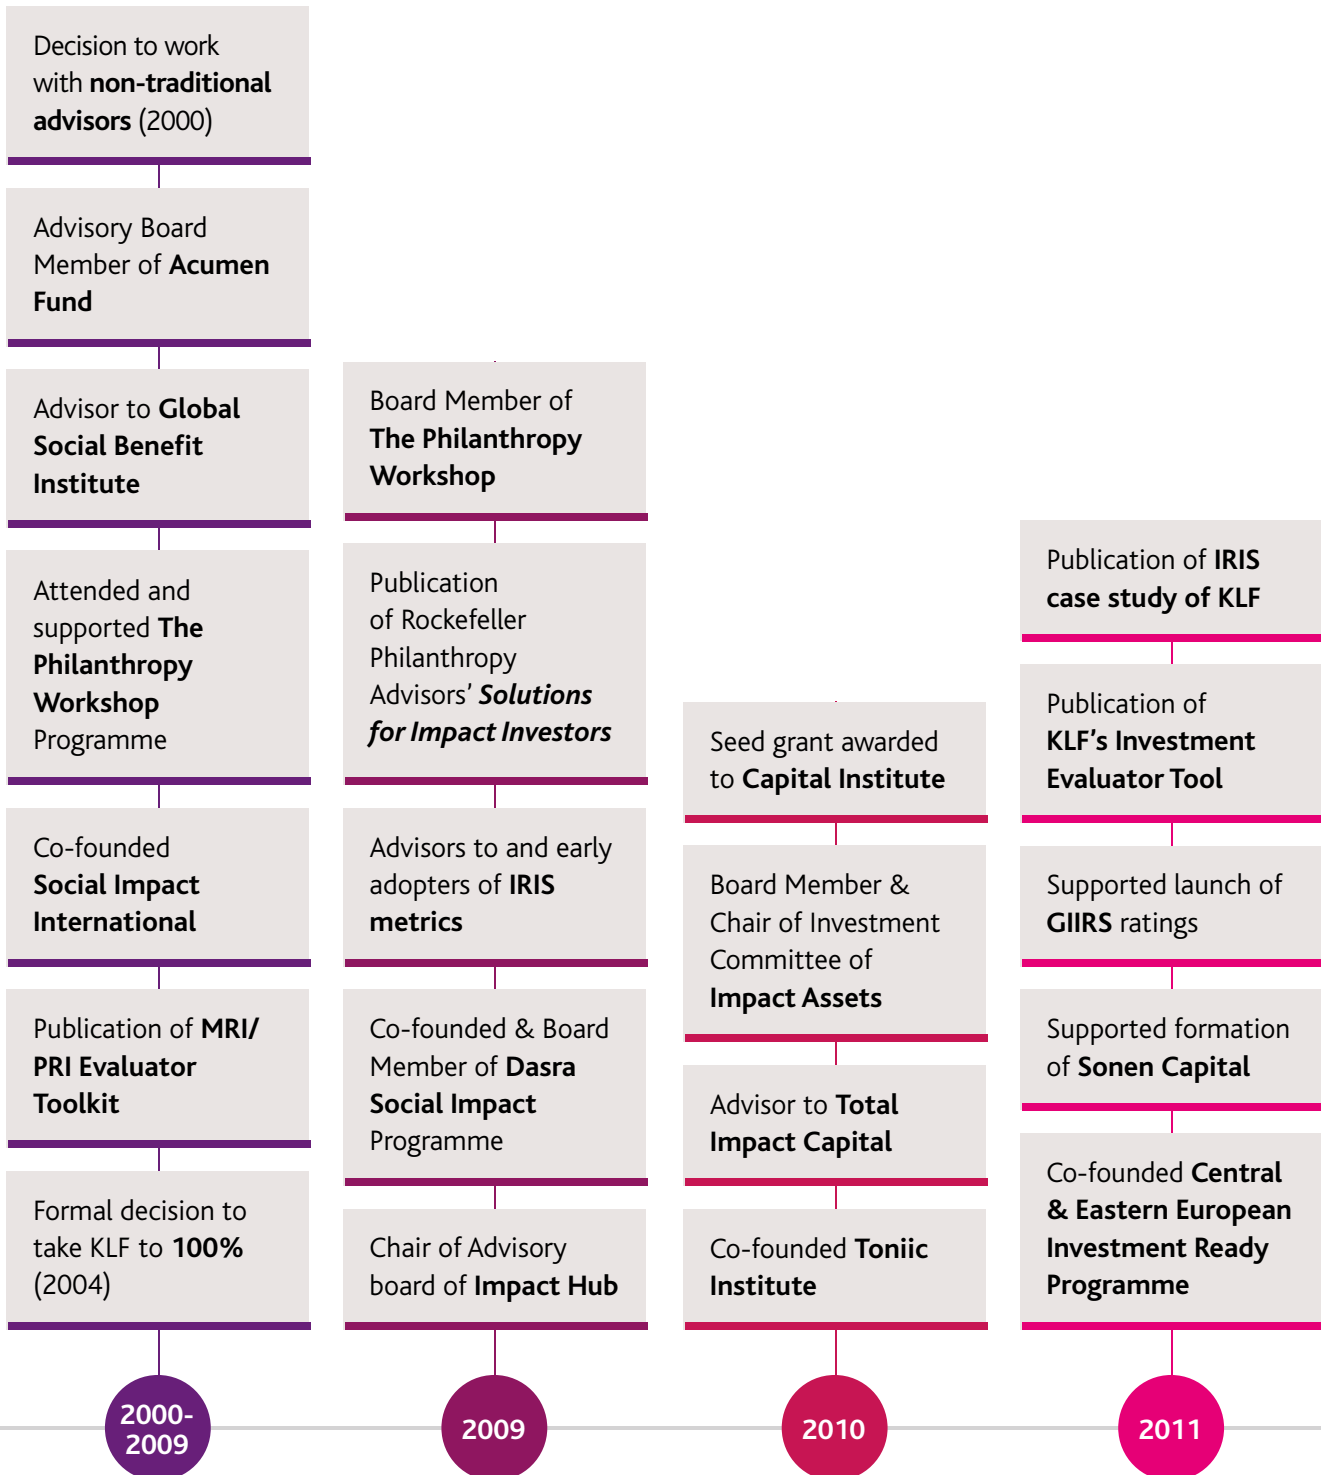 Decision to work
with non-traditional
advisors (2000)
Advisory Board
Member of Acumen
Fund
Advisor to Global
Social Benefit
Institute
Attended and
supported The
Philanthropy
Workshop
Programme
Co-founded
Social Impact
International
Publication of MRI/
PRI Evaluator
Toolkit
Formal decision to
take KLF to 100%
(2004)
2000-
2009
Board Member of
The Philanthropy
Workshop
Publication
of Rockefeller
Philanthropy
Advisors’ Solutions
for Impact Investors
Advisors to and early
adopters of IRIS
metrics
Co-founded & Board
Member of Dasra
Social Impact
Programme
Chair of Advisory
board of Impact Hub
2009
Seed grant awarded
to Capital Institute
Board Member &
Chair of Investment
Committee of
Impact Assets
Advisor to Total
Impact Capital
Co-founded Toniic
Institute
2010
Publication of IRIS
case study of KLF
Publication of
KLF’s Investment
Evaluator Tool
Supported launch of
GIIRS ratings
Supported formation
of Sonen Capital
Co-founded Central
& Eastern European
Investment Ready
Programme
2011